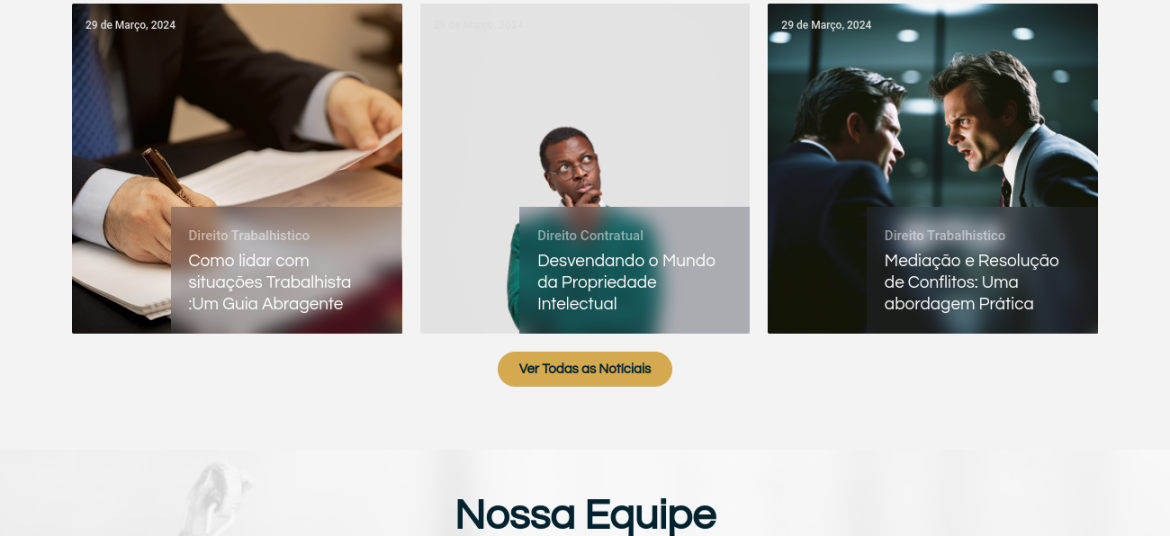 29 de Março, 2024
Direito Trabalhistico
Como lidar com
situações Trabalhista
:Um Guia Abragente
29 de Março, 2024
Direito Contratual
Desvendando o Mundo
da Propriedade
Intelectual
29 de Março, 2024
Direito Trabalhistico
Mediação e Resolução
de Conflitos: Uma
abordagem Prática
Ver Todas as Notíciais
Nossa Equipe